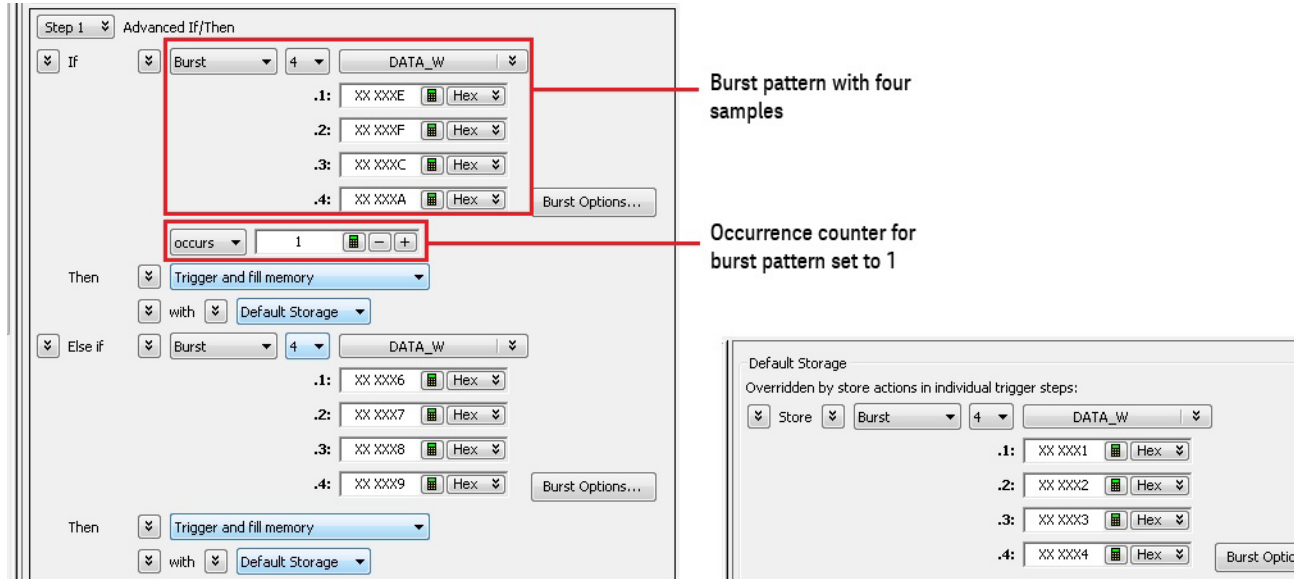 Step 1 Advanced If/Then
If Burst 4 DATA_W
.1: XX XXXE Hex
.2: XX XXXF Hex
.3: XX XXXC Hex
.4: XX XXXA Hex Burst Options...
occurs 1 − +
Then Trigger and fill memory
with Default Storage
Else if Burst 4 DATA_W
.1: XX XXX6 Hex
.2: XX XXX7 Hex
.3: XX XXX8 Hex
.4: XX XXX9 Hex Burst Options...
Then Trigger and fill memory
with Default Storage
Burst pattern with four
samples
Occurrence counter for
burst pattern set to 1
Default Storage
Overridden by store actions in individual trigger steps:
Store Burst 4 DATA_W
.1: XX XXX1 Hex
.2: XX XXX2 Hex
.3: XX XXX3 Hex
.4: XX XXX4 Hex Burst Optio